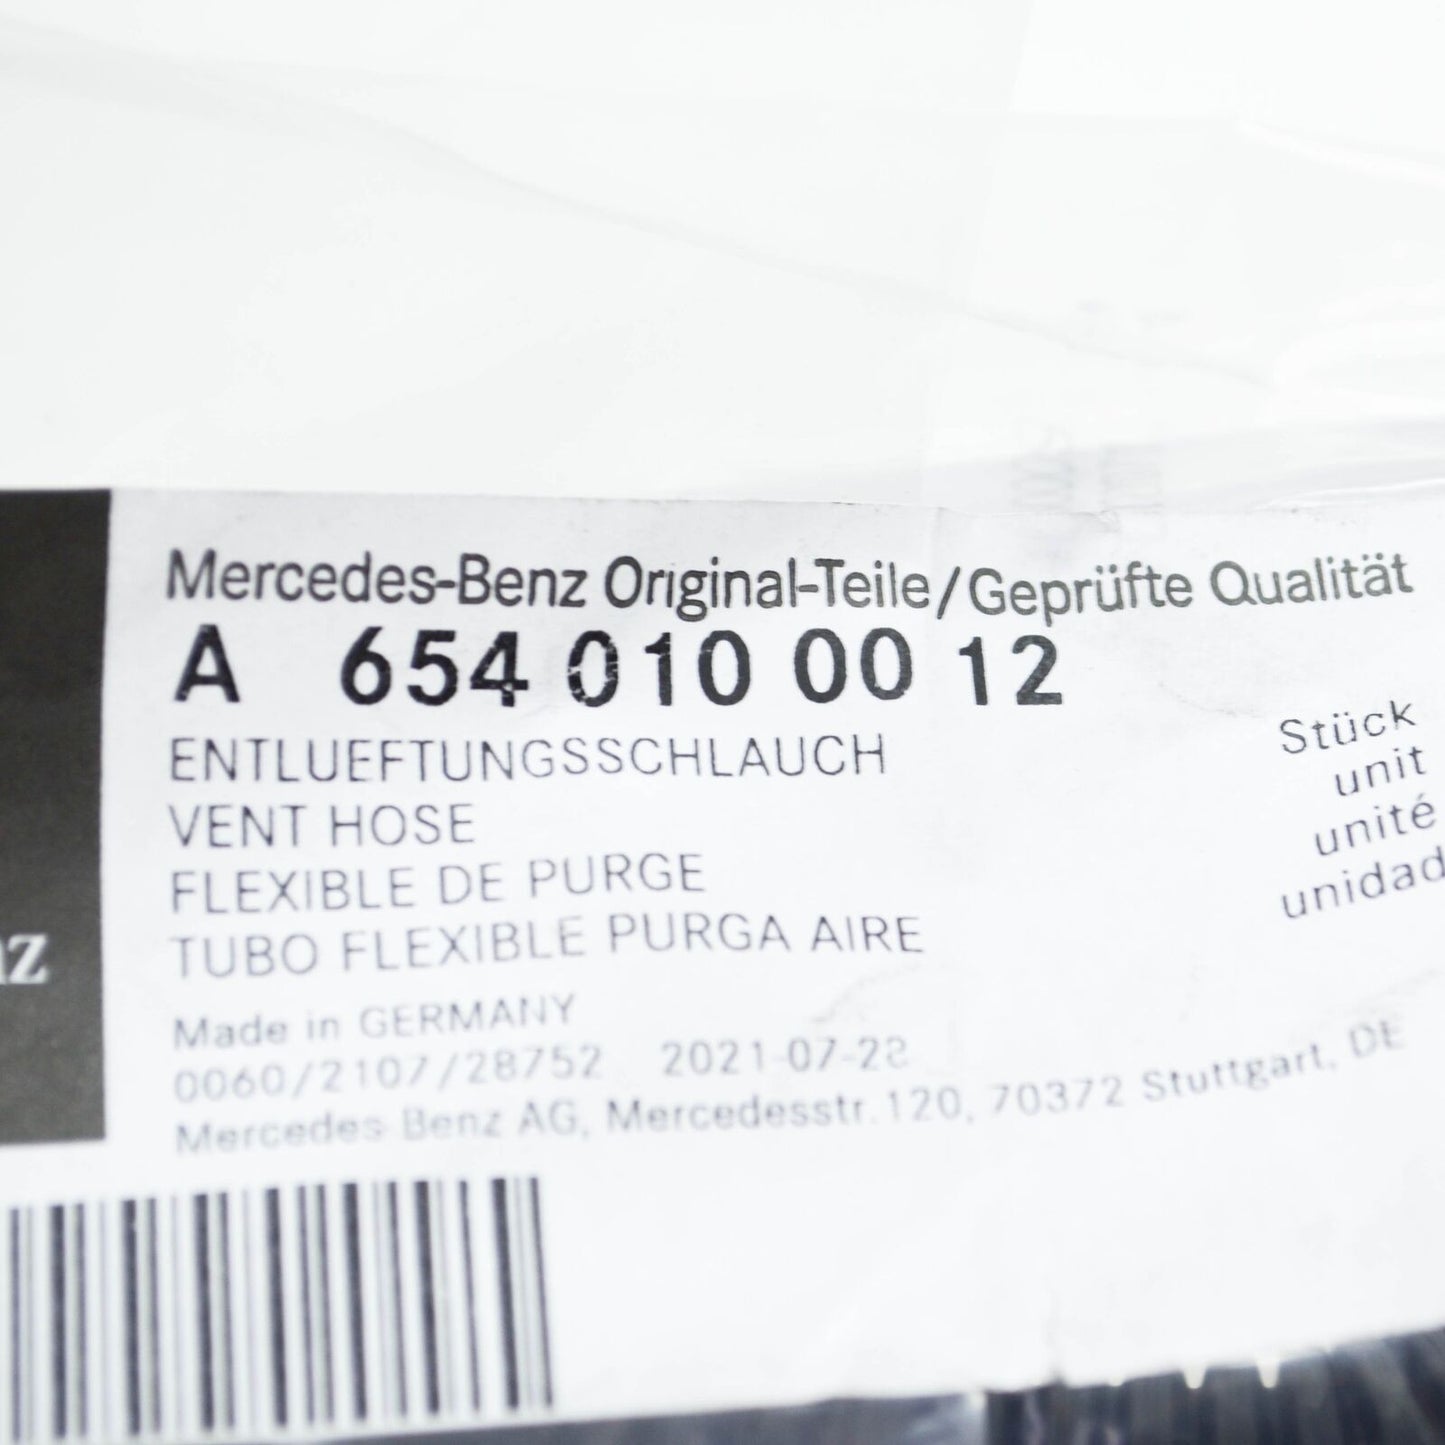 Mercedes-Benz Original-Teile/Geprüfte Qualität
A 654 010 00 12
ENTLUEFTUNGSSCHLAUCH
VENT HOSE
FLEXIBLE DE PURGE
TUBO FLEXIBLE PURGA AIRE
Stück
unit
unité
unidad
nz
Made in GERMANY
0060/2107/28752 2021-07-28
Mercedes-Benz AG, Mercedesstr. 120, 70372 Stuttgart, DE